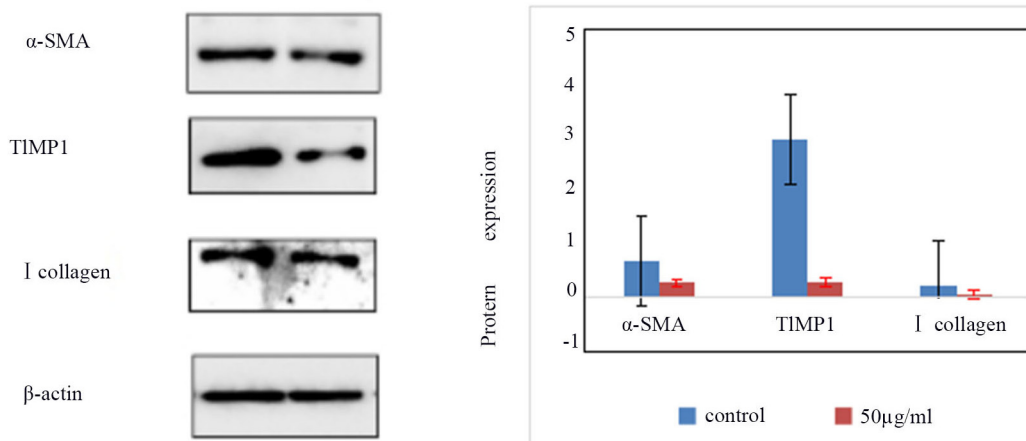 α-SMA
TIMP1
I collagen
β-actin
Protern expression
5
4
3
2
1
0
-1
α-SMA
TIMP1
I collagen
control
50μg/ml